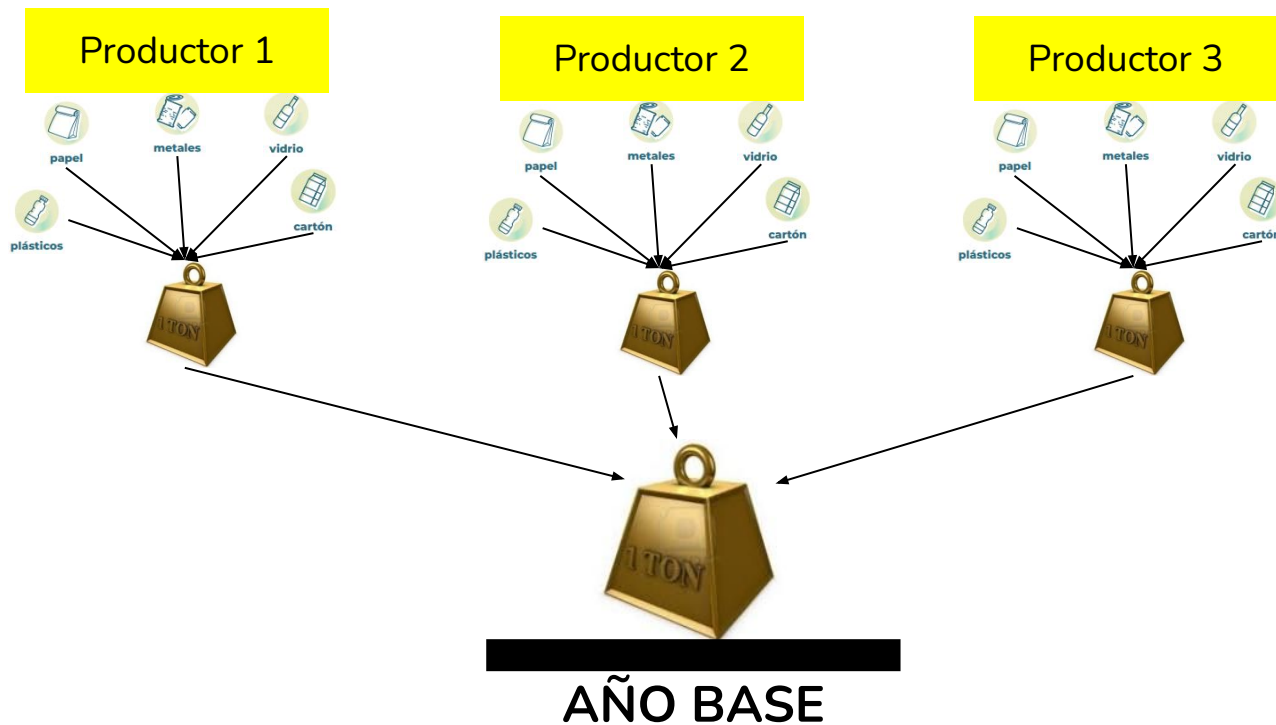 Productor 1
Productor 2
Productor 3
papel
metales
vidrio
plásticos
cartón
1 TON
papel
metales
vidrio
plásticos
cartón
1 TON
papel
metales
vidrio
plásticos
cartón
1 TON
1 TON
AÑO BASE